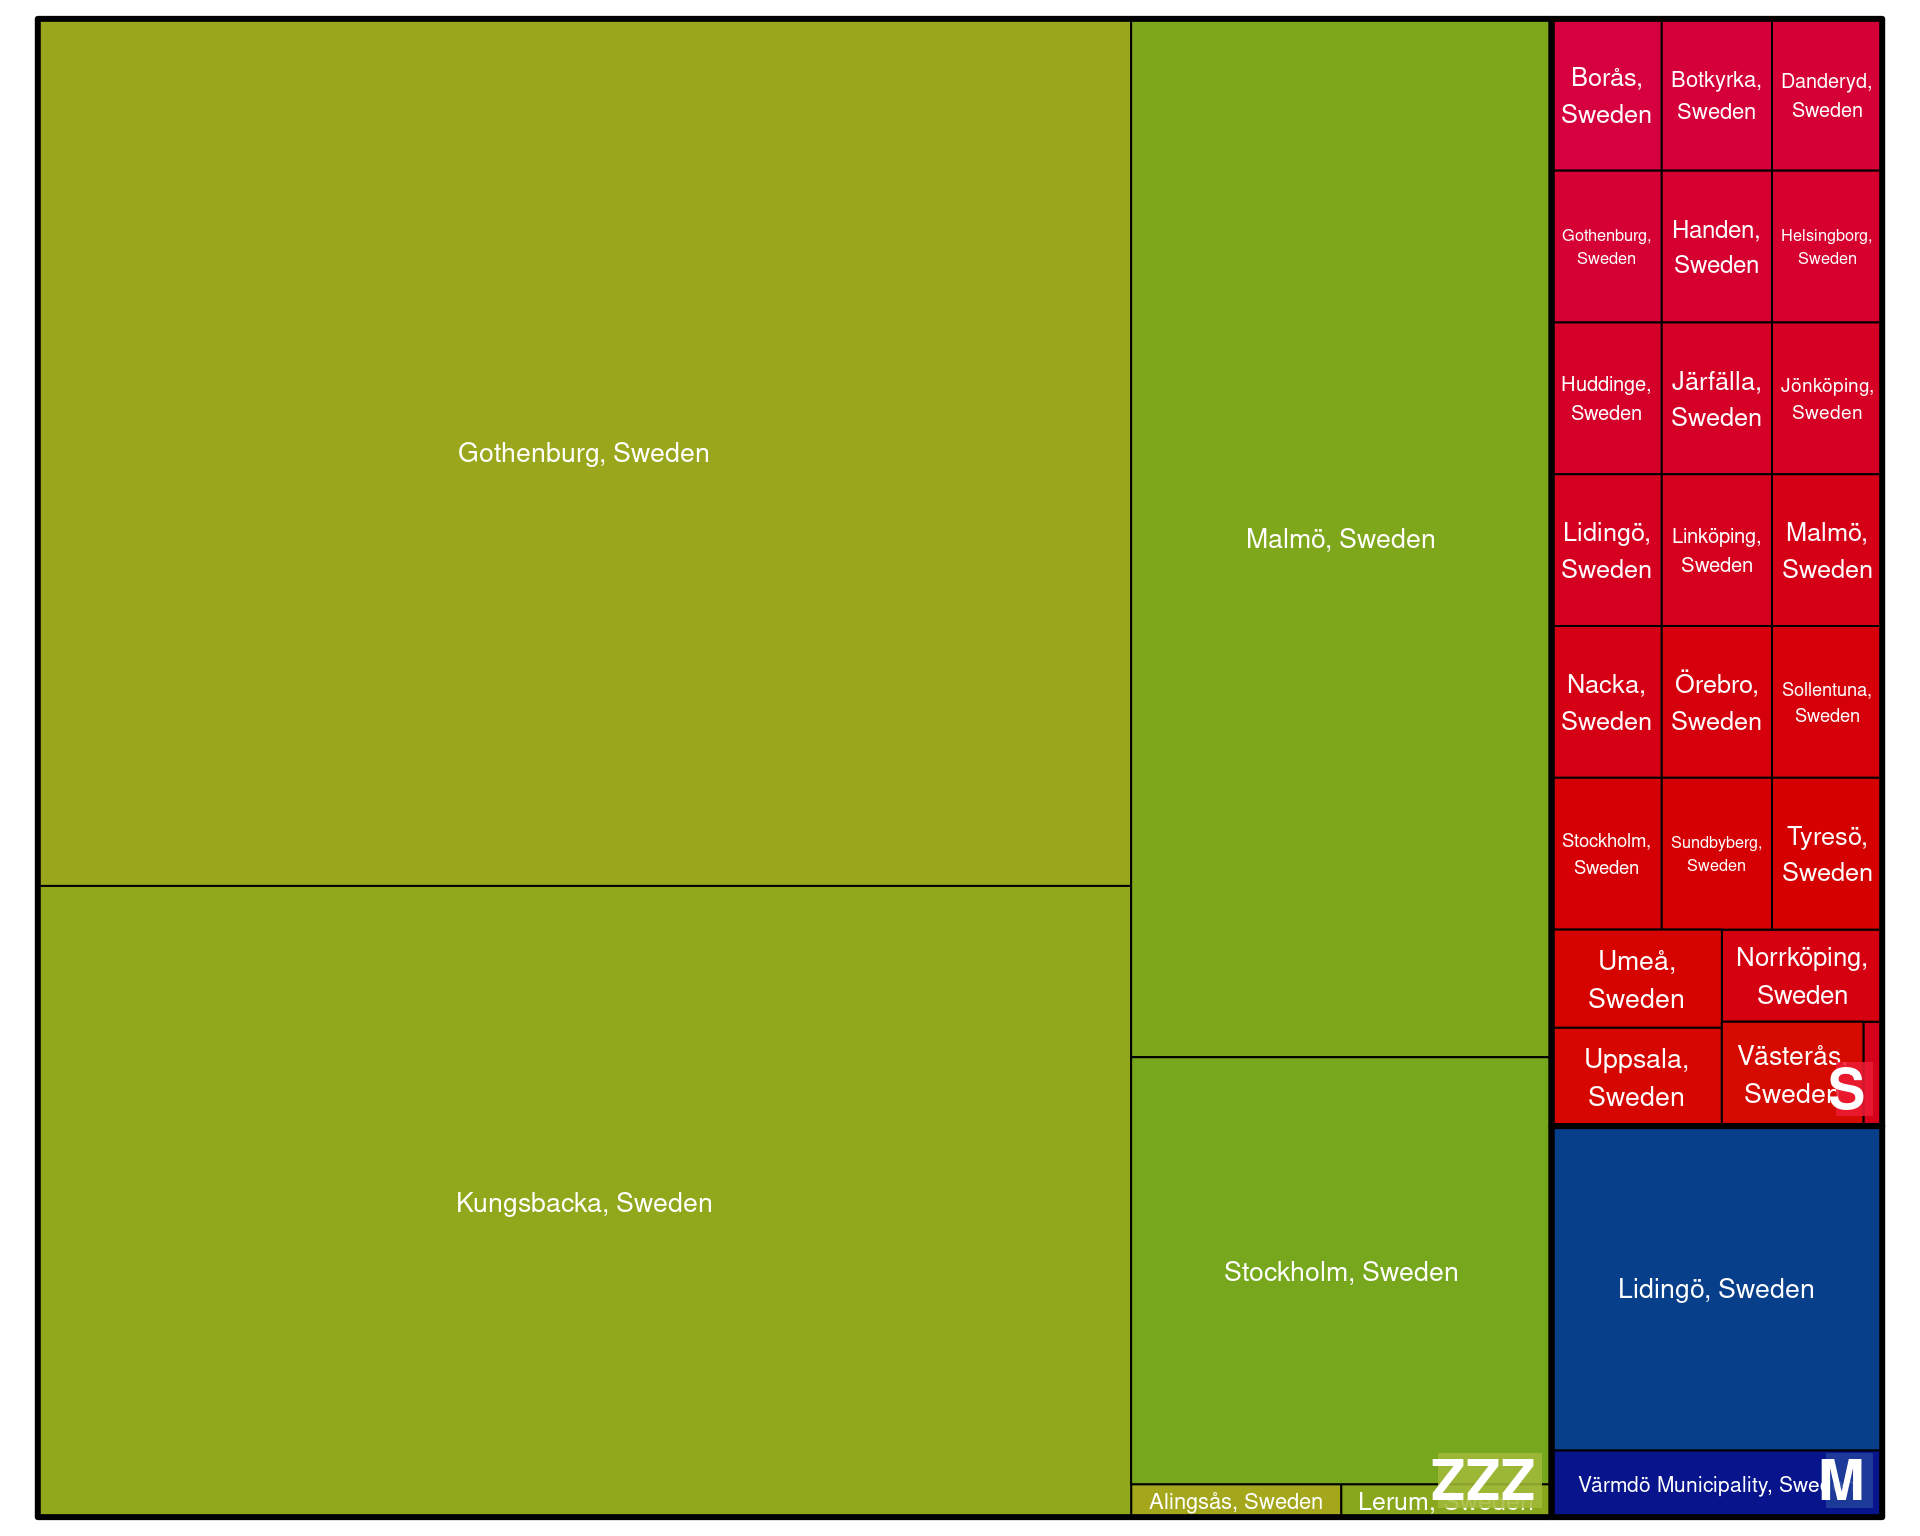 Gothenburg, Sweden
Kungsbacka, Sweden
Malmö, Sweden
Stockholm, Sweden
Alingsås, Sweden
Lerum, Sweden
ZZZ
Borås,
Sweden
Botkyrka,
Sweden
Danderyd,
Sweden
Gothenburg,
Sweden
Handen,
Sweden
Helsingborg,
Sweden
Huddinge,
Sweden
Järfälla,
Sweden
Jönköping,
Sweden
Lidingö,
Sweden
Linköping,
Sweden
Malmö,
Sweden
Nacka,
Sweden
Örebro,
Sweden
Sollentuna,
Sweden
Stockholm,
Sweden
Sundbyberg,
Sweden
Tyresö,
Sweden
Umeå,
Sweden
Norrköping,
Sweden
Uppsala,
Sweden
Västerås,
Sweden
S
Lidingö, Sweden
Värmdö Municipality, Sweden
M